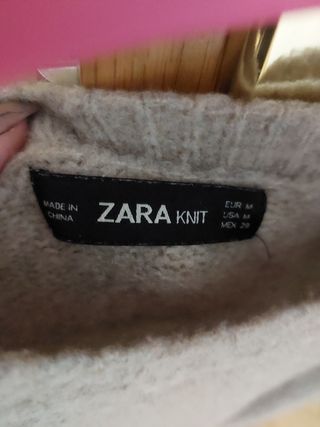 MADE IN
CHINA
ZARA KNIT
EUR M
USA M
MEX 28